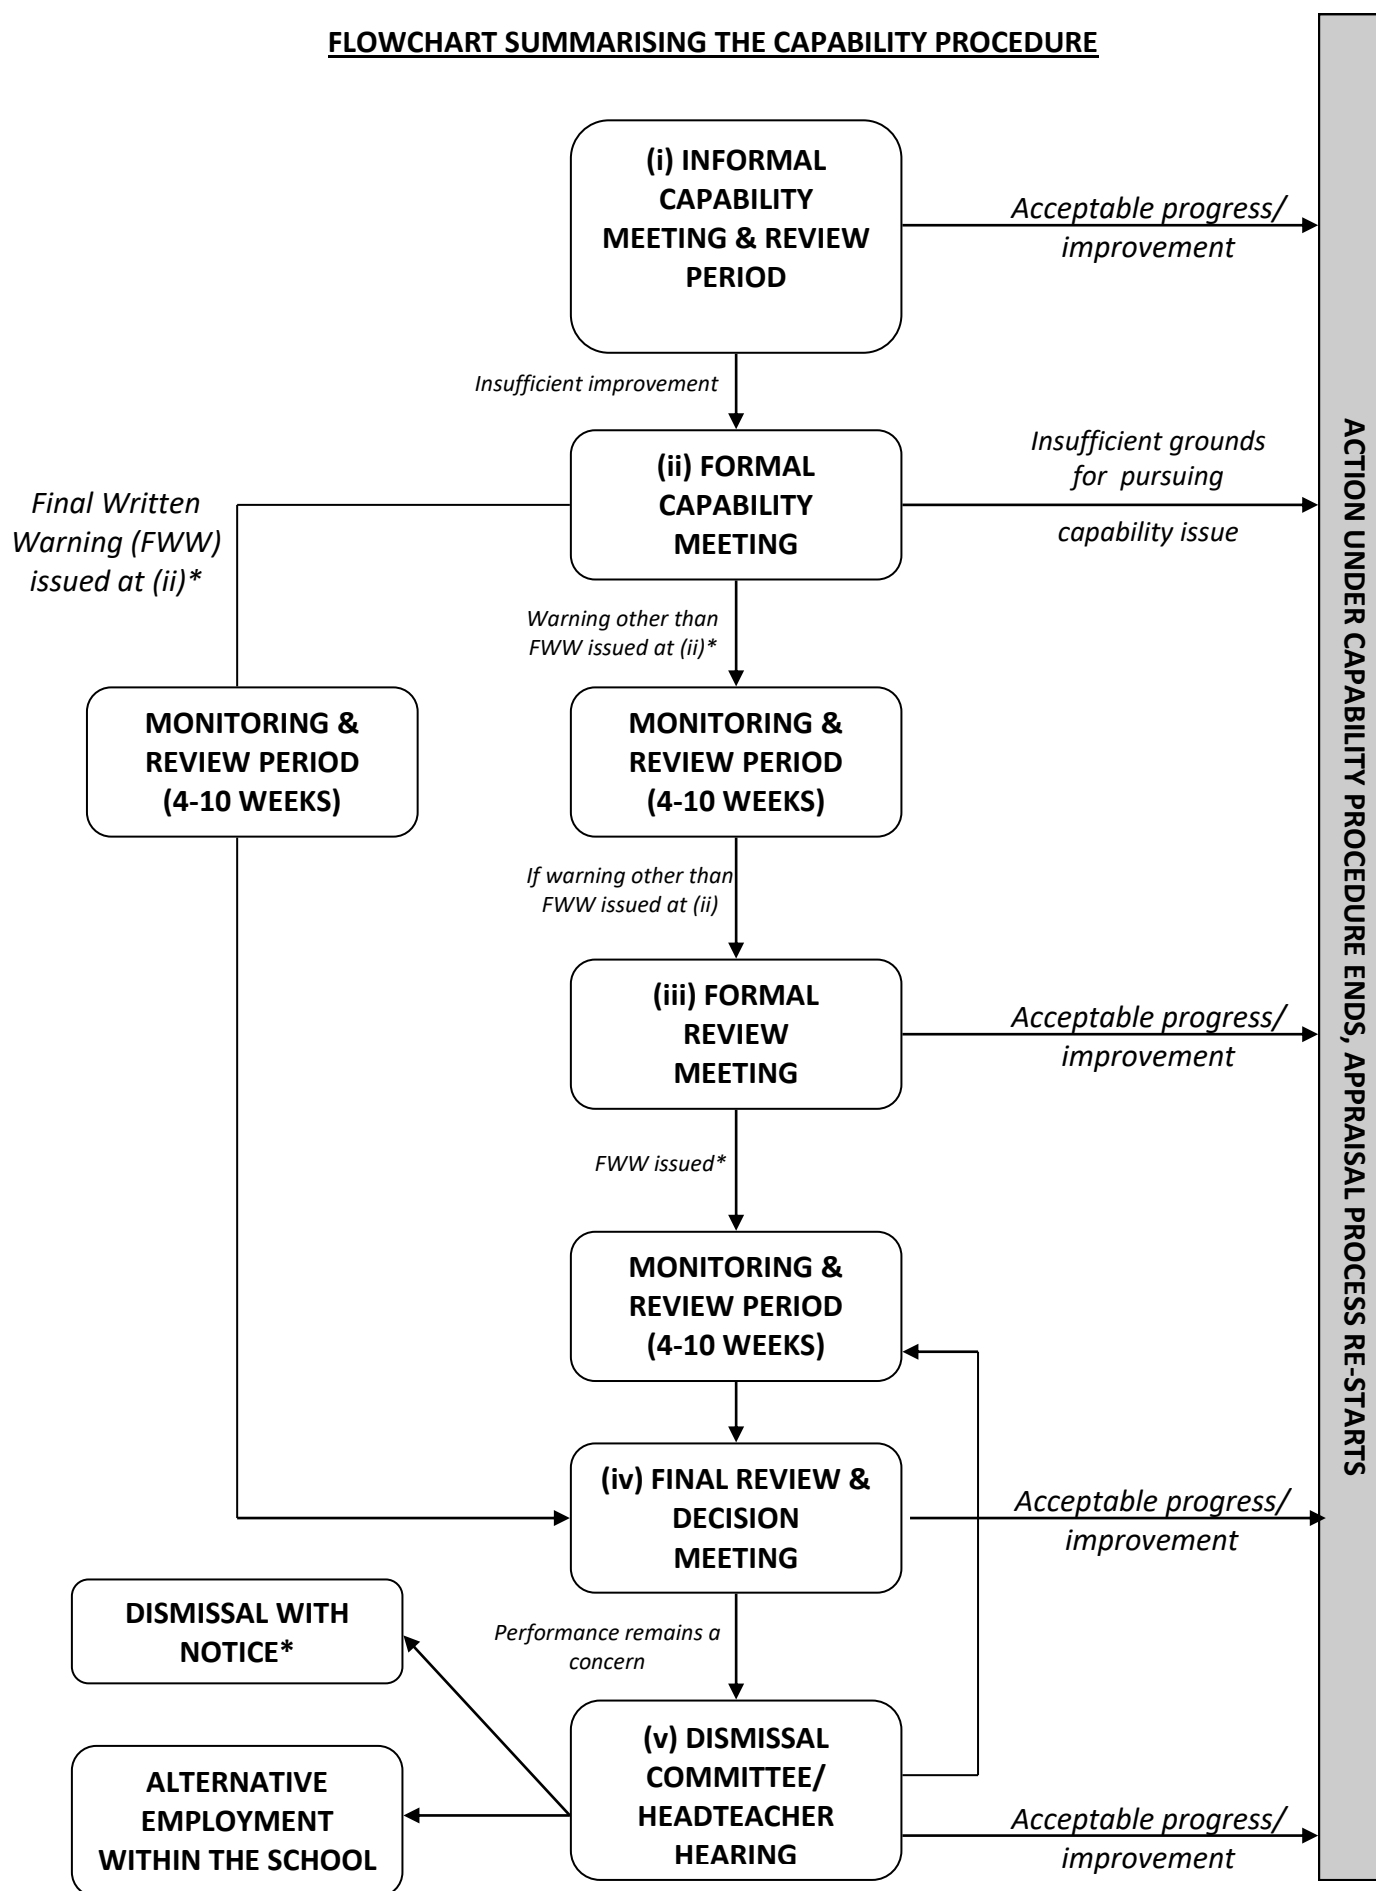 FLOWCHART SUMMARISING THE CAPABILITY PROCEDURE
(i) INFORMAL
CAPABILITY
MEETING & REVIEW
PERIOD
Acceptable progress/
improvement
Insufficient improvement
(ii) FORMAL
CAPABILITY
MEETING
Insufficient grounds
for  pursuing
capability issue
Final Written
Warning (FWW)
issued at (ii)*
Warning other than
FWW issued at (ii)*
MONITORING &
REVIEW PERIOD
(4-10 WEEKS)
MONITORING &
REVIEW PERIOD
(4-10 WEEKS)
If warning other than
FWW issued at (ii)
(iii) FORMAL
REVIEW
MEETING
Acceptable progress/
improvement
FWW issued*
MONITORING &
REVIEW PERIOD
(4-10 WEEKS)
(iv) FINAL REVIEW &
DECISION
MEETING
Acceptable progress/
improvement
DISMISSAL WITH
NOTICE*
Performance remains a
concern
(v) DISMISSAL
COMMITTEE/
HEADTEACHER
HEARING
ALTERNATIVE
EMPLOYMENT
WITHIN THE SCHOOL
Acceptable progress/
improvement
ACTION UNDER CAPABILITY PROCEDURE ENDS, APPRAISAL PROCESS RE-STARTS